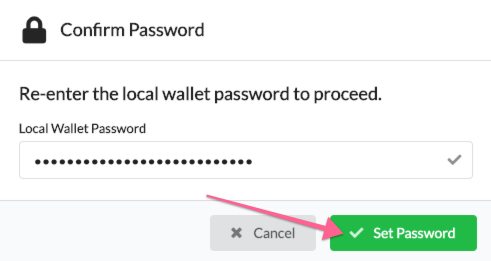 Confirm Password
Re-enter the local wallet password to proceed.
Local Wallet Password
•••••••••••••••••••••••••••
Cancel
Set Password